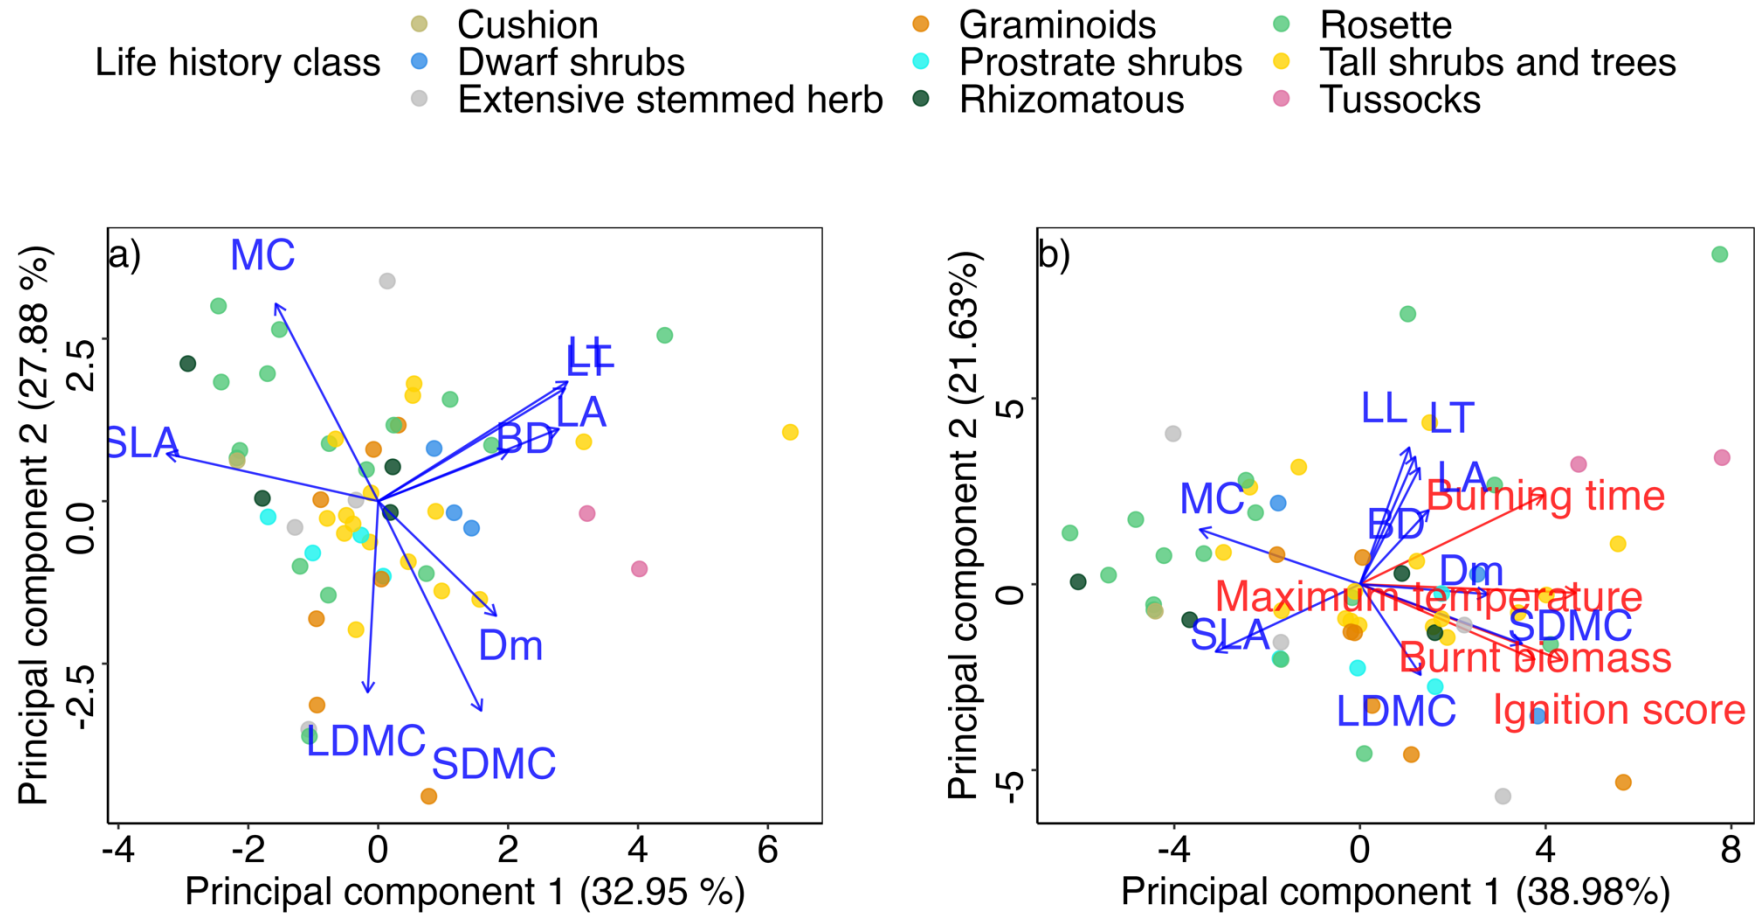 Life history class
Cushion
Dwarf shrubs
Extensive stemmed herb
Graminoids
Prostrate shrubs
Rhizomatous
Rosette
Tall shrubs and trees
Tussocks
a)
MC
LL
LT
LA
BD
SLA
Dm
LDMC
SDMC
Principal component 2 (27.88 %)
2.5
0.0
-2.5
-4 -2 0 2 4 6
Principal component 1 (32.95 %)
b)
LL
LT
LA
MC
Burning time
BD
Dm
Maximum temperature
SLA
SDMC
Burnt biomass
LDMC
Ignition score
Principal component 2 (21.63%)
5
0
-5
-4 0 4 8
Principal component 1 (38.98%)